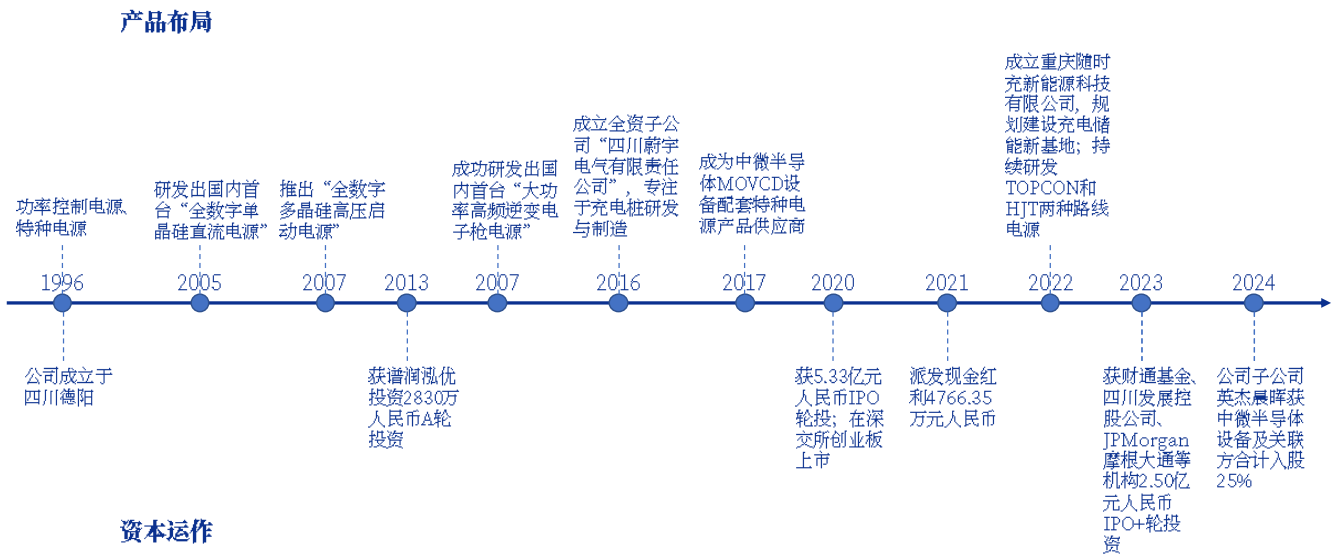 产品布局
功率控制电源、
特种电源
研发出国内首
台“全数字单
晶硅直流电源”
推出“全数字
多晶硅高压启
动电源”
成功研发出国
内首台“大功
率高频逆变电
子枪电源”
成立全资子公
司“四川蔚宇
电气有限责任
公司”，专注
于充电桩研发
与制造
成为中微半导
体MOVCD设
备配套特种电
源产品供应商
成立重庆随时
充新能源科技
有限公司，规
划建设充电储
能新基地；持
续研发
TOPCON和
HJT两种路线
电源
1996
2005
2007
2013
2007
2016
2017
2020
2021
2022
2023
2024
公司成立于
四川德阳
获谱润泓优
投资2830万
人民币A轮
投资
获5.33亿元
人民币IPO
轮投；在深
交所创业板
上市
派发现金红
利4766.35
万元人民币
获财通基金、
四川发展控
股公司、
JPMorgan
摩根大通等
机构2.50亿
元人民币
IPO+轮投
资
公司子公司
英杰晨晖获
中微半导体
设备及关联
方合计入股
25%
资本运作